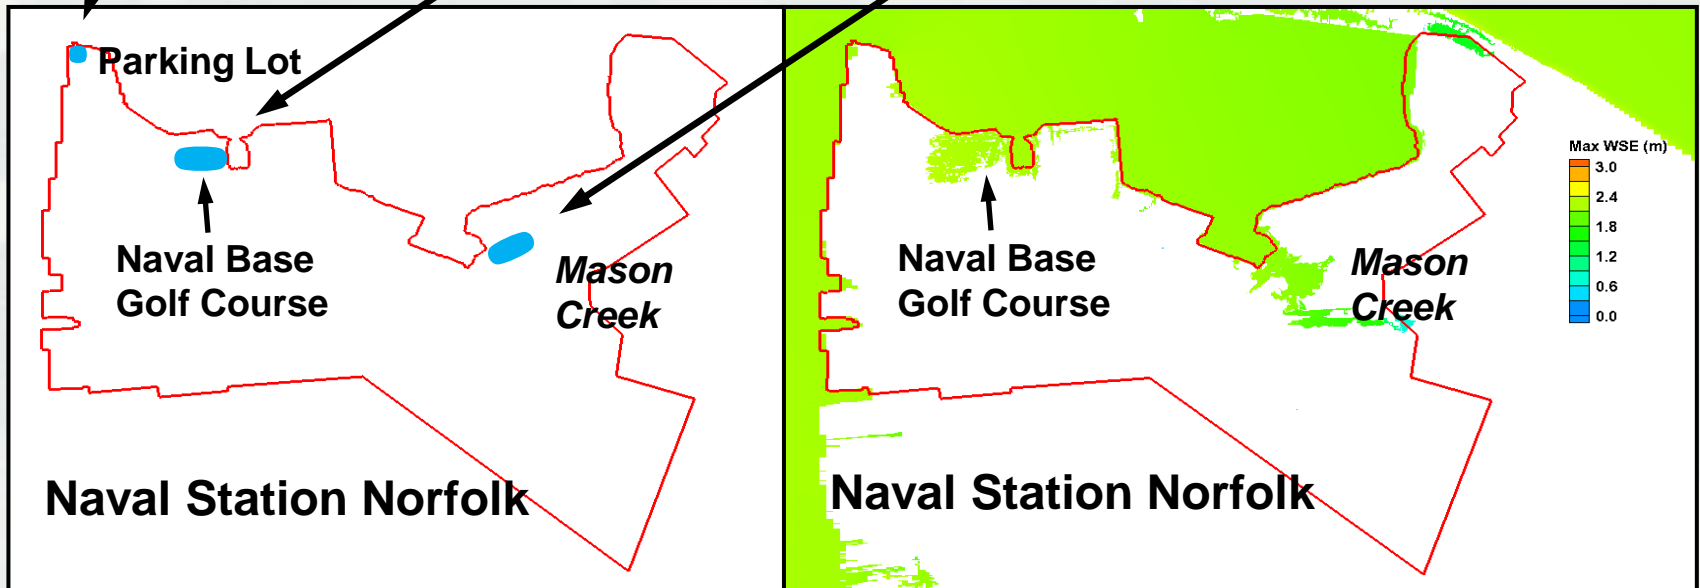 Parking Lot
Naval Base
Golf Course
Mason
Creek
Naval Station Norfolk
Naval Base
Golf Course
Mason
Creek
Naval Station Norfolk
Max WSE (m)
3.0
2.4
1.8
1.2
0.6
0.0